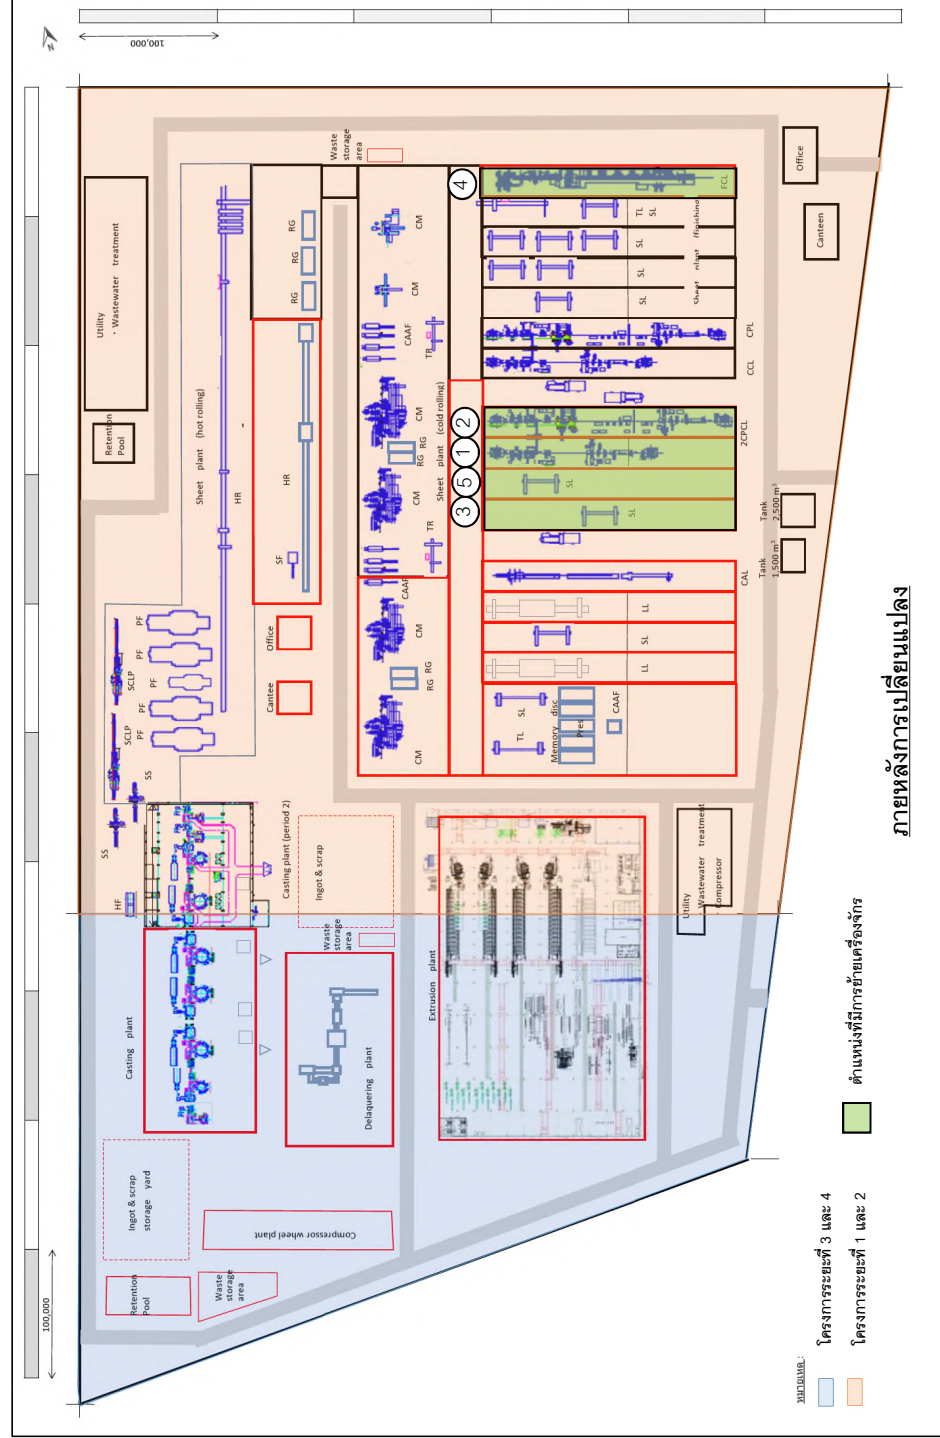 N
100,000
Utility
- Wastewater treatment
Retention
Pool
Sheet plant (hot rolling)
HR
Waste
storage
area
RG
RG
RG
HR
SF
Office
Cantee
PF
PF
PF
PF
PF
SCLP
SCLP
SS
SS
HF
CM
CM
CAAF
TR
CM
RG
RG
CM
TR
CAAF
CM
RG
RG
CM
Sheet plant (cold rolling)
4
2
1
5
3
FCL
TL
SL
SL
SL
SL
Sheet plant (finishing
CPL
CCL
2CPCL
SL
SL
CAL
LL
SL
LL
SL
TL
Memory disc
Pres
CAAF
Office
Canteen
Tank
2,500 m³
Tank
1,500 m³
Casting plant (period 2)
Ingot & scrap
Waste
storage
area
Casting plant
Delaquering plant
Extrusion plant
Utility
Wastewater treatment
Compressor
Ingot & scrap
storage yard
Compressor wheel plant
Retention
Pool
Waste
storage
area
100,000
ภายหลังการเปลี่ยนแปลง
หมายเหตุ :
โครงการระยะที่ 3 และ 4
โครงการระยะที่ 1 และ 2
ตำแหน่งที่มีการย้ายเครื่องจักร